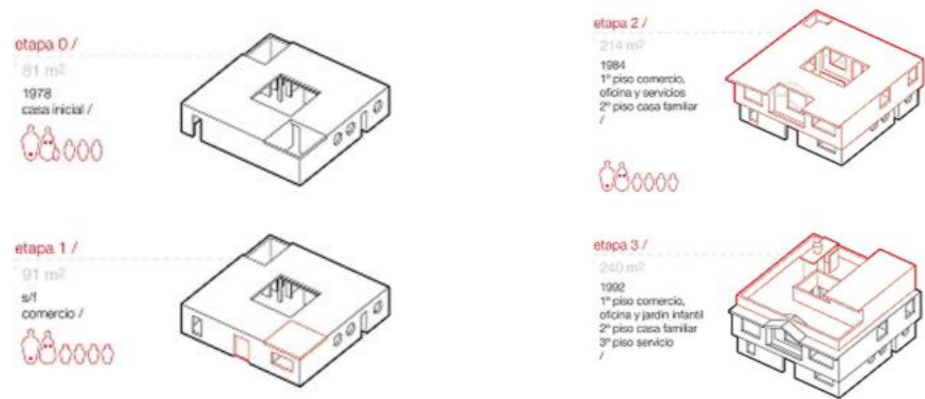 etapa 0 /
81 m²
1978
casa inicial /
etapa 1 /
91 m²
s/f
comercio /
etapa 2 /
214 m²
1984
1º piso comercio,
oficina y servicios
2º piso casa familiar
/
etapa 3 /
240 m²
1992
1º piso comercio,
oficina y jardin infantil
2º piso casa familiar
3º piso servicio
/